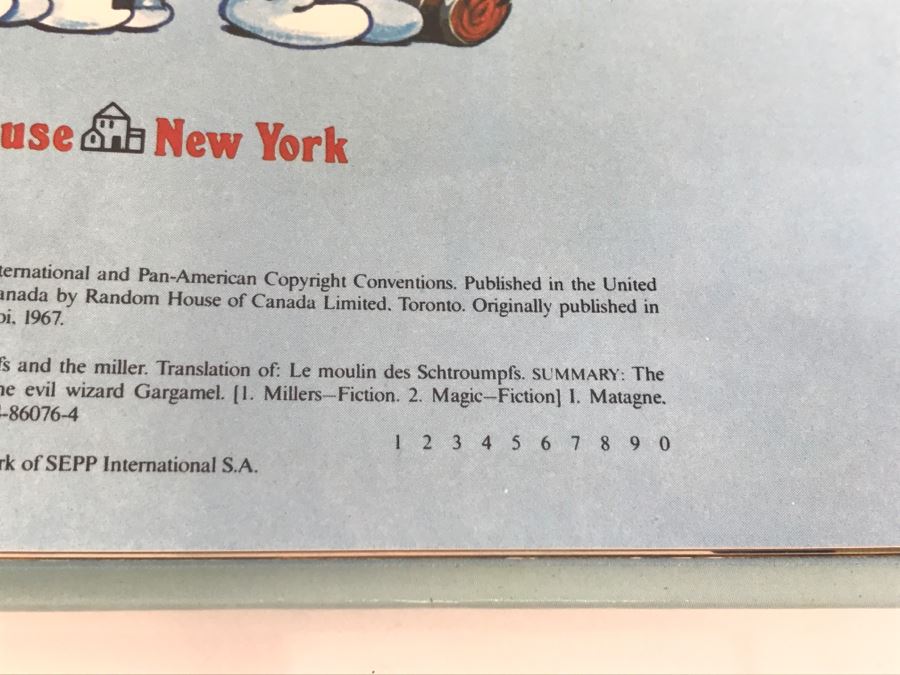 use New York
ternational and Pan-American Copyright Conventions. Published in the United
anada by Random House of Canada Limited, Toronto. Originally published in
oi, 1967.
fs and the miller. Translation of: Le moulin des Schtroumpfs. SUMMARY: The
he evil wizard Gargamel. [1. Millers—Fiction. 2. Magic—Fiction] I. Matagne,
-86076-4
1 2 3 4 5 6 7 8 9 0
rk of SEPP International S.A.